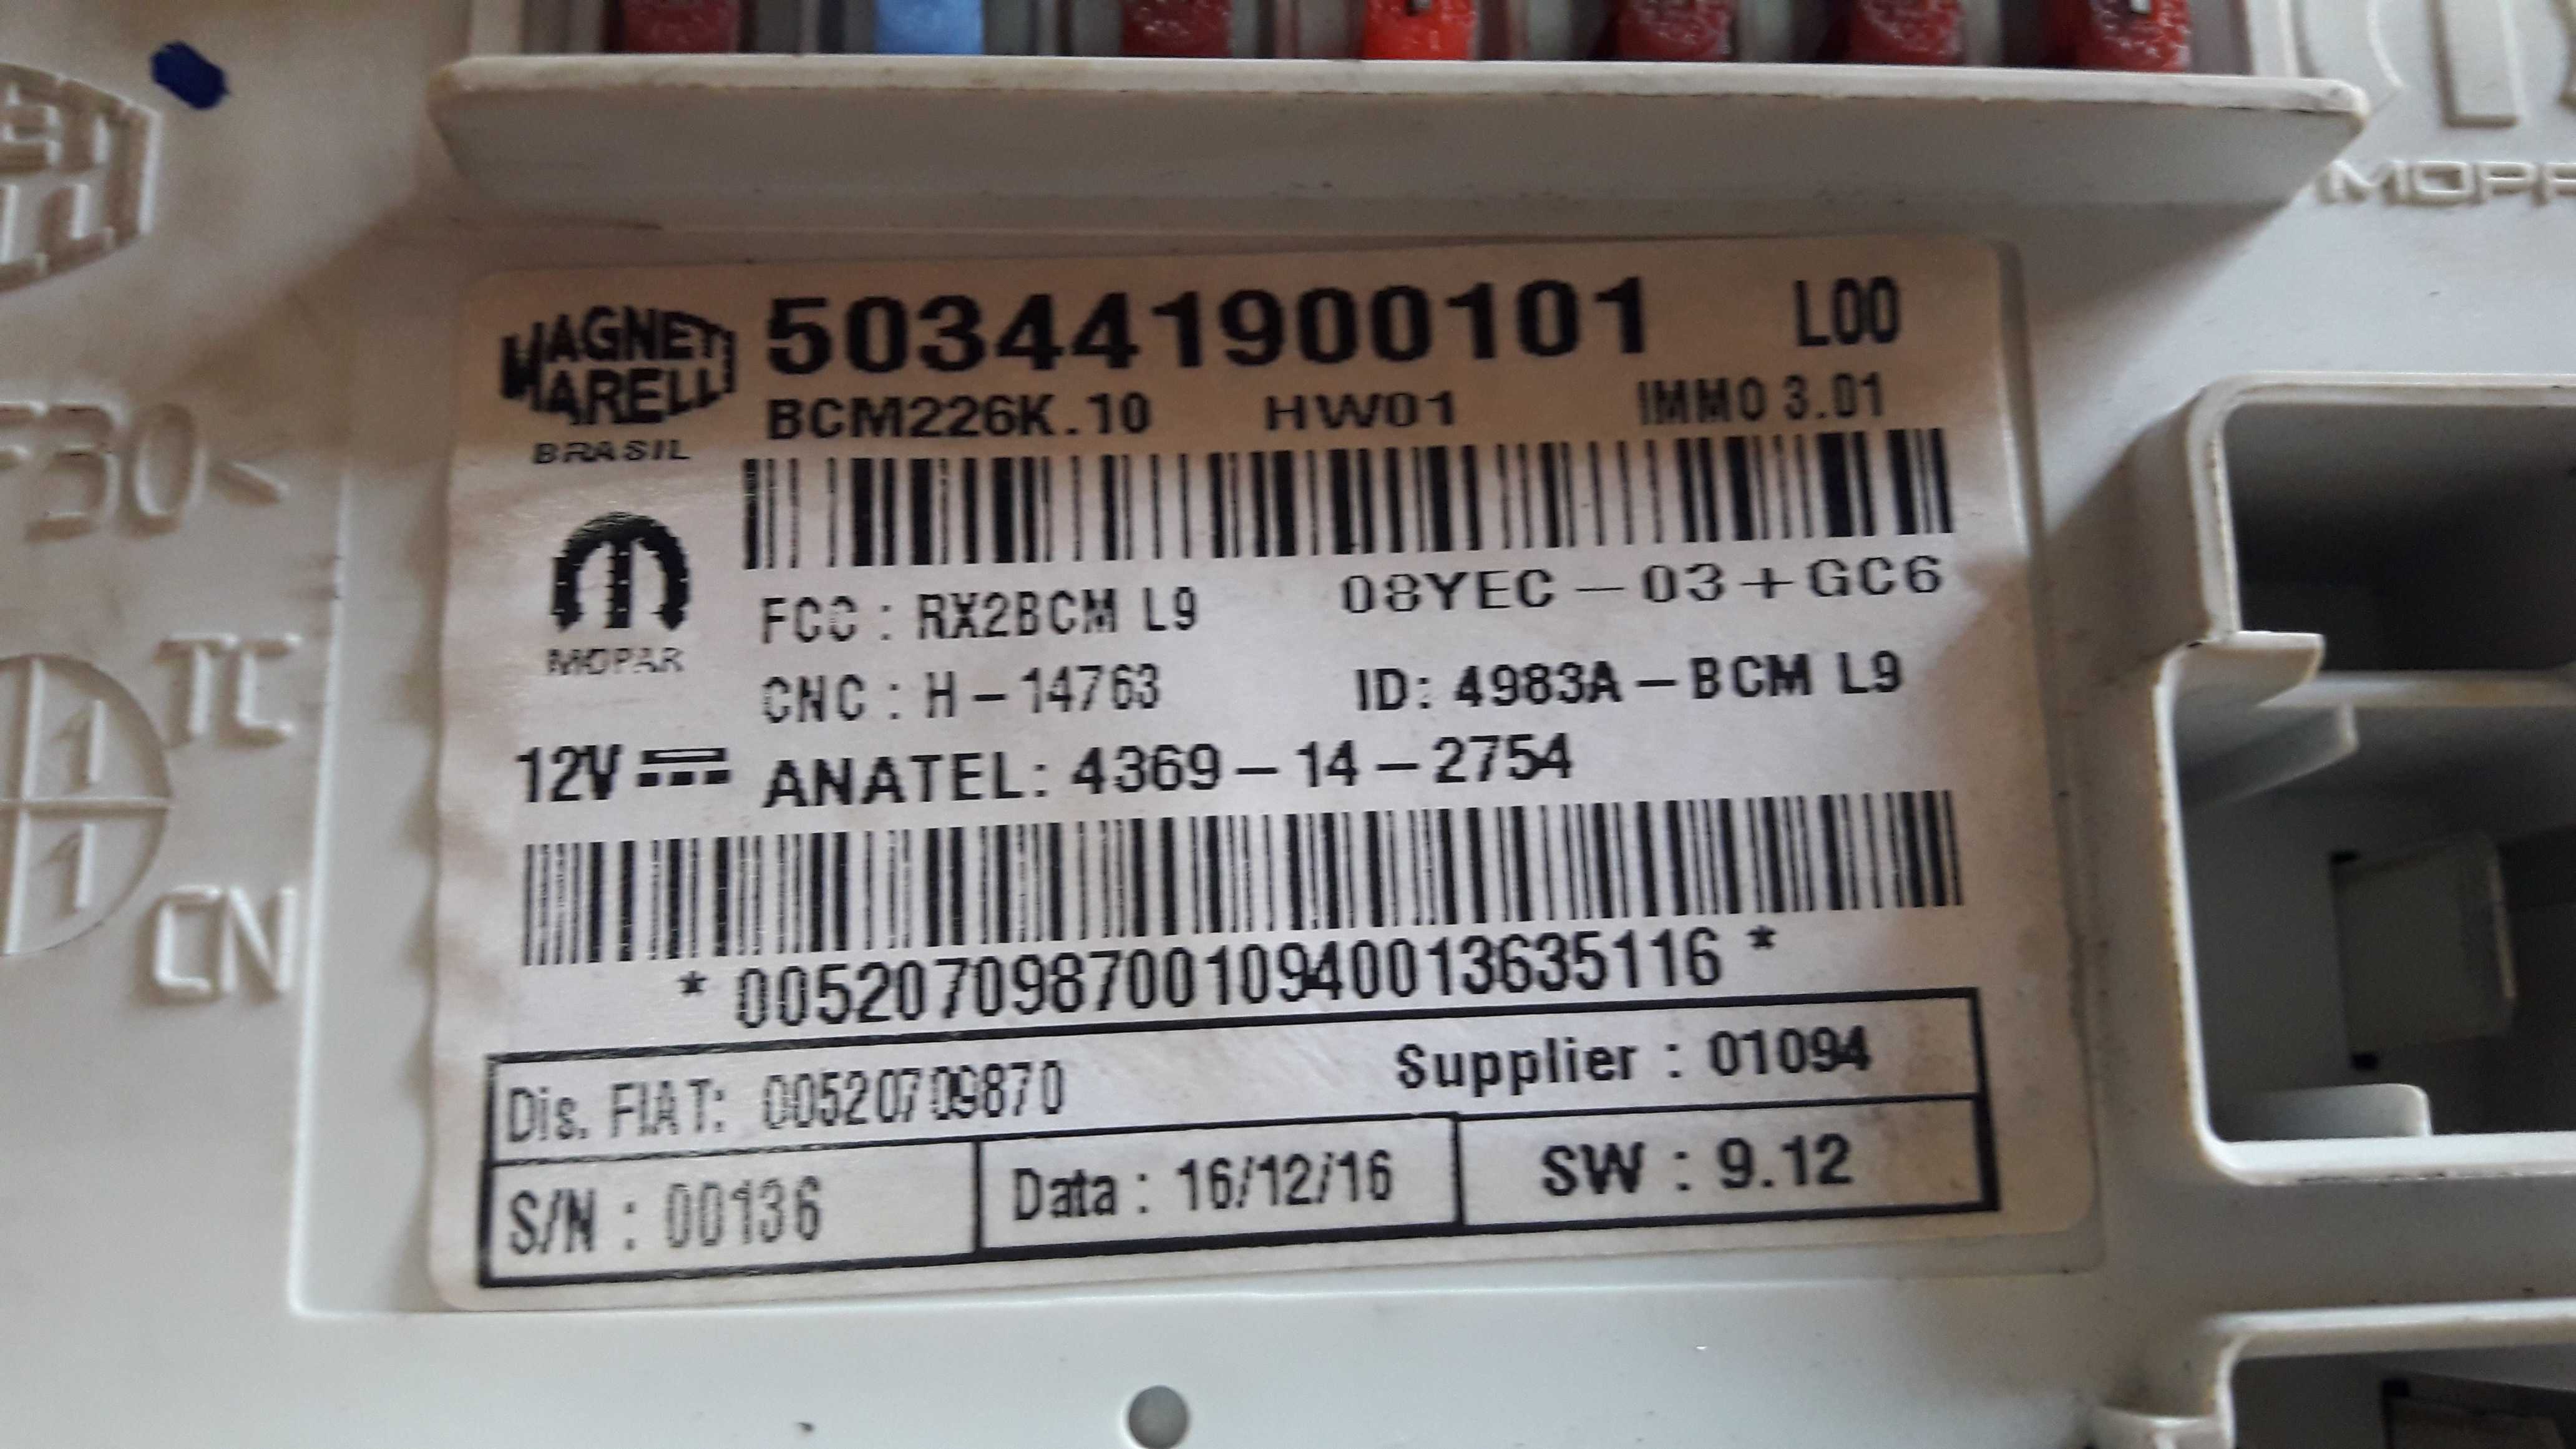 MAGNETI MARELLI
BRASIL
503441900101 L00
BCM226K.10 HW01 IMMO 3.01
MOPAR
FCC : RX2BCM L9 08YEC-03+GC6
CNC : H-14763 ID: 4983A-BCM L9
12V ANATEL: 4369-14-2754
*00520709870010940013635116*
Dis. FIAT: 00520709870 Supplier : 01094
S/N : 00136 Data : 16/12/16 SW : 9.12
F30<
TC
1
1
CN